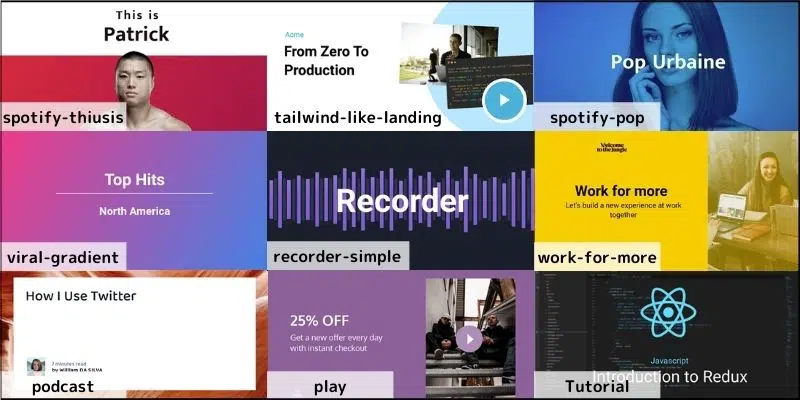 This is
Patrick
spotify-thiusis
Acme
From Zero To
Production
tailwind-like-landing
Pop Urbaine
spotify-pop
Top Hits
North America
viral-gradient
Recorder
recorder-simple
Welcome
to the Jungle
Work for more
Let's build a new experience at work
together
work-for-more
How I Use Twitter
7 minutes read
by William DA SILVA
podcast
25% OFF
Get a new offer every day
with instant checkout
play
Javascript
Introduction to Redux
Tutorial